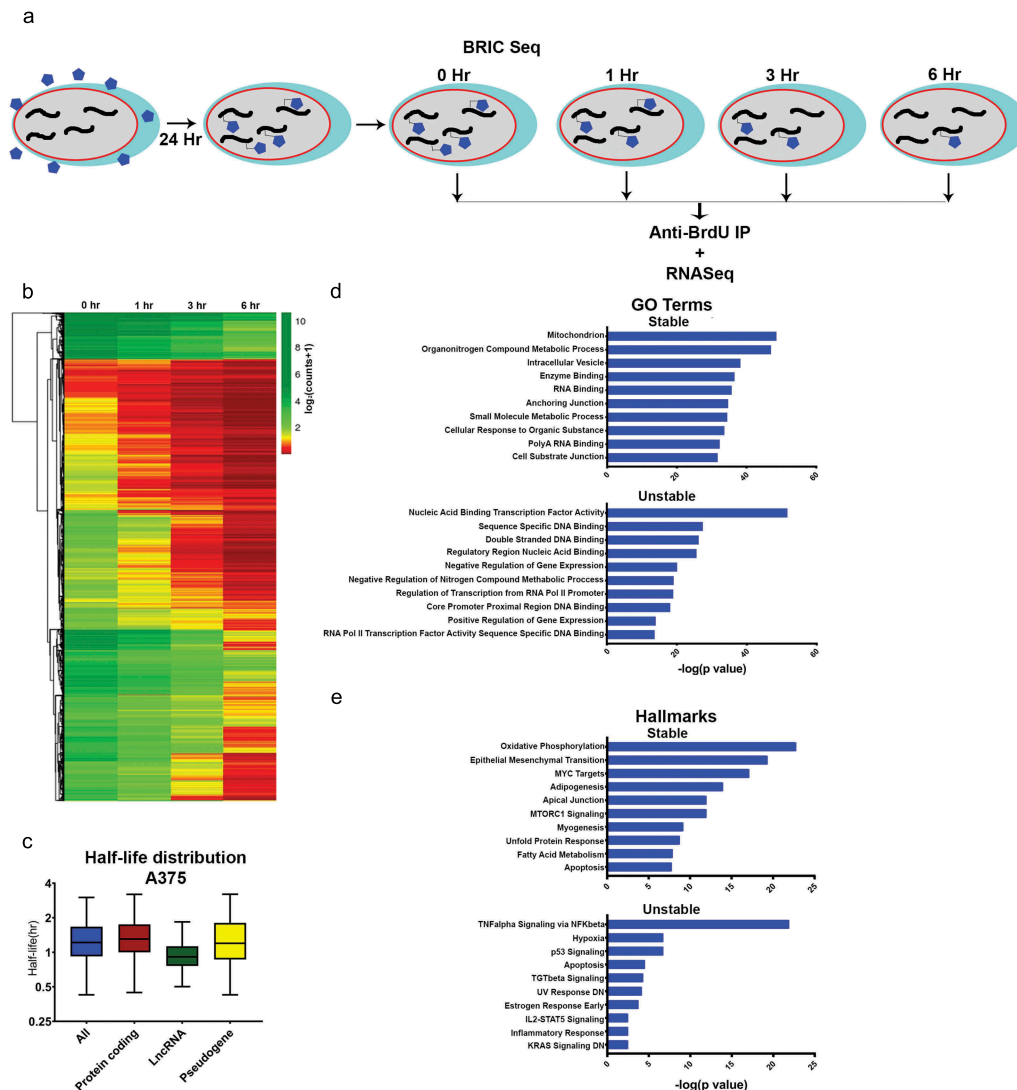 a
BRIC Seq
0 Hr
1 Hr
3 Hr
6 Hr
24 Hr
Anti-BrdU IP
+
RNASeq
b
0 hr
1 hr
3 hr
6 hr
10
8
6
4
2
log2(counts+1)
c
Half-life distribution
A375
Half-life(hr)
4
2
1
0.5
0.25
All
Protein coding
LncRNA
Pseudogene
d
GO Terms
Stable
Mitochondrion
Organonitrogen Compound Metabolic Process
Intracellular Vesicle
Enzyme Binding
RNA Binding
Anchoring Junction
Small Molecule Metabolic Process
Cellular Response to Organic Substance
PolyA RNA Binding
Cell Substrate Junction
0
20
40
60
Unstable
Nucleic Acid Binding Transcription Factor Activity
Sequence Specific DNA Binding
Double Stranded DNA Binding
Regulatory Region Nucleic Acid Binding
Negative Regulation of Gene Expression
Negative Regulation of Nitrogen Compound Methabolic Proccess
Regulation of Transcription from RNA Pol II Promoter
Core Promoter Proximal Region DNA Binding
Positive Regulation of Gene Expression
RNA Pol II Transcription Factor Activity Sequence Specific DNA Binding
0
20
40
60
-log(p value)
e
Hallmarks
Stable
Oxidative Phosphorylation
Epithelial Mesenchymal Transition
MYC Targets
Adipogenesis
Apical Junction
MTORC1 Signaling
Myogenesis
Unfold Protein Response
Fatty Acid Metabolism
Apoptosis
0
5
10
15
20
25
Unstable
TNFalpha Signaling via NFKbeta
Hypoxia
p53 Signaling
Apoptosis
TGTbeta Signaling
UV Response DN
Estrogen Response Early
IL2-STAT5 Signaling
Inflammatory Response
KRAS Signaling DN
0
5
10
15
20
25
-log(p value)